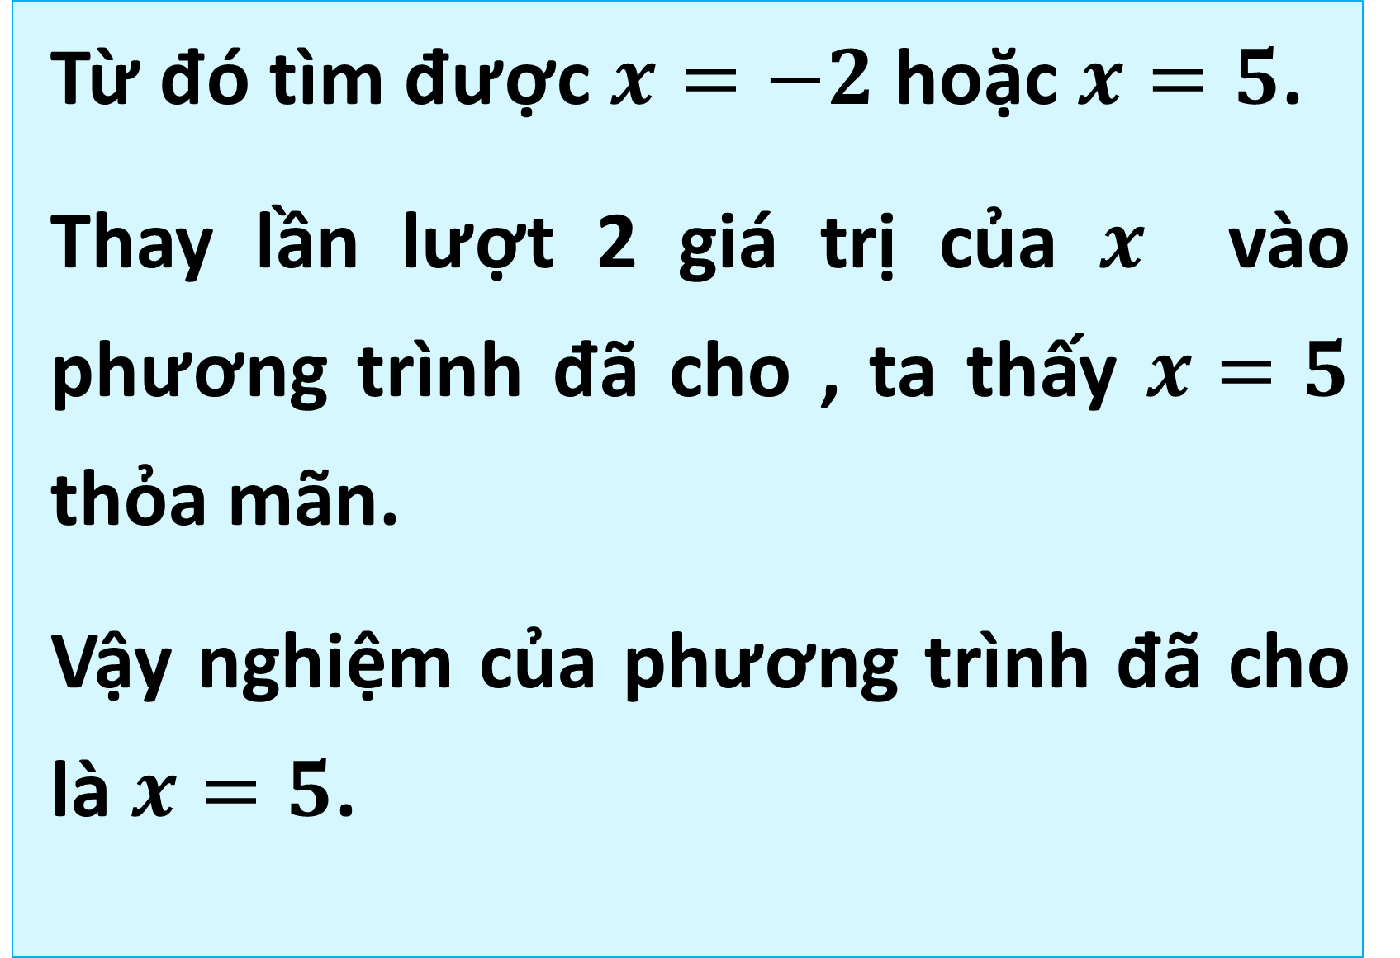 Từ đó tìm được x = −2 hoặc x = 5.
Thay lần lượt 2 giá trị của x vào
phương trình đã cho , ta thấy x = 5
thỏa mãn.
Vậy nghiệm của phương trình đã cho
là x = 5.